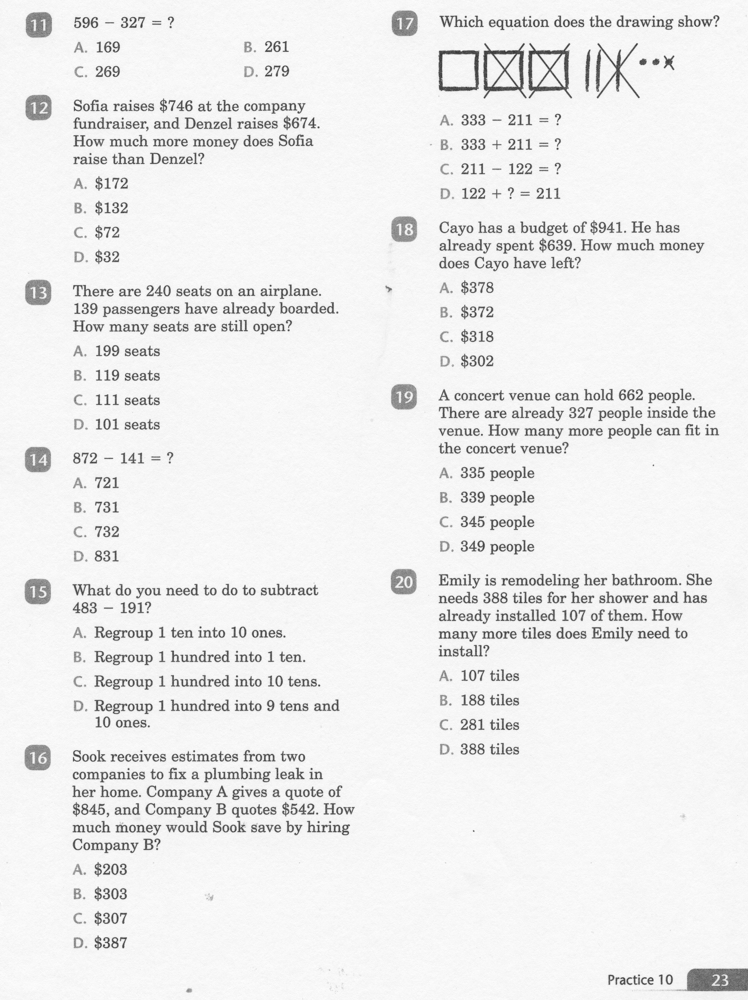 11 596 − 327 = ?
A. 169 B. 261
C. 269 D. 279
12 Sofia raises $746 at the company
fundraiser, and Denzel raises $674.
How much more money does Sofia
raise than Denzel?
A. $172
B. $132
C. $72
D. $32
13 There are 240 seats on an airplane.
139 passengers have already boarded.
How many seats are still open?
A. 199 seats
B. 119 seats
C. 111 seats
D. 101 seats
14 872 − 141 = ?
A. 721
B. 731
C. 732
D. 831
15 What do you need to do to subtract
483 − 191?
A. Regroup 1 ten into 10 ones.
B. Regroup 1 hundred into 1 ten.
C. Regroup 1 hundred into 10 tens.
D. Regroup 1 hundred into 9 tens and
10 ones.
16 Sook receives estimates from two
companies to fix a plumbing leak in
her home. Company A gives a quote of
$845, and Company B quotes $542. How
much money would Sook save by hiring
Company B?
A. $203
B. $303
C. $307
D. $387
17 Which equation does the drawing show?
A. 333 − 211 = ?
B. 333 + 211 = ?
C. 211 − 122 = ?
D. 122 + ? = 211
18 Cayo has a budget of $941. He has
already spent $639. How much money
does Cayo have left?
A. $378
B. $372
C. $318
D. $302
19 A concert venue can hold 662 people.
There are already 327 people inside the
venue. How many more people can fit in
the concert venue?
A. 335 people
B. 339 people
C. 345 people
D. 349 people
20 Emily is remodeling her bathroom. She
needs 388 tiles for her shower and has
already installed 107 of them. How
many more tiles does Emily need to
install?
A. 107 tiles
B. 188 tiles
C. 281 tiles
D. 388 tiles
Practice 10 23